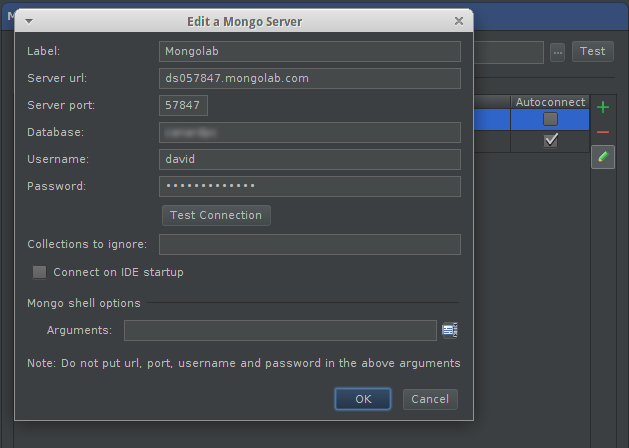 M
Edit a Mongo Server
Label: Mongolab
... Test
Server url: ds057847.mongolab.com
Server port: 57847
Autoconnect
Database:
Username: david
Password: •••••••••••••
Test Connection
Collections to ignore:
Connect on IDE startup
Mongo shell options
Arguments:
Note: Do not put url, port, username and password in the above arguments
OK Cancel